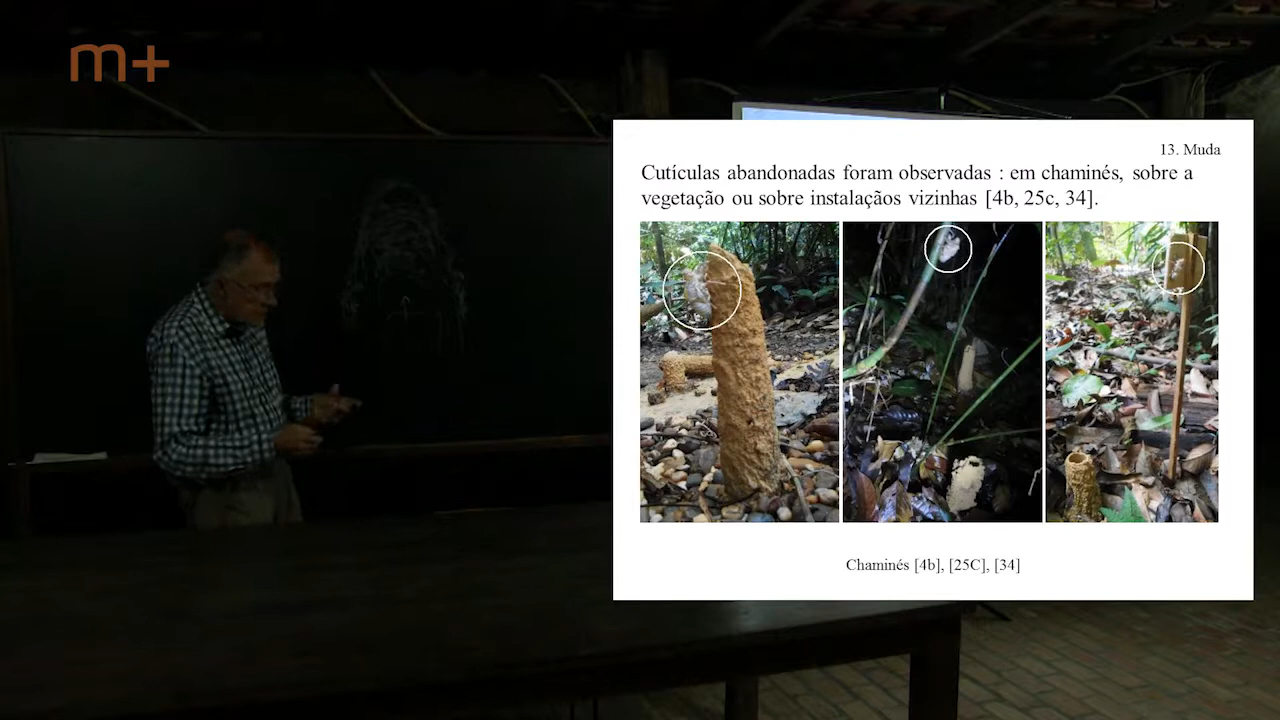 m+
13. Muda
Cutículas abandonadas foram observadas : em chaminés, sobre a
vegetação ou sobre instalaçãos vizinhas [4b, 25c, 34].
Chaminés [4b], [25C], [34]